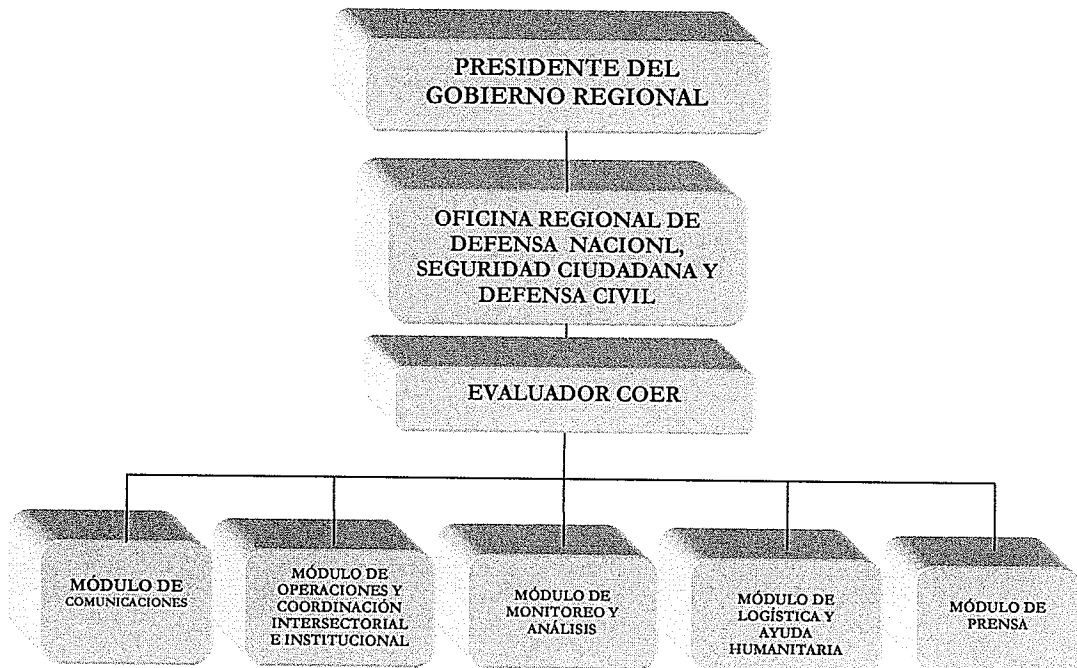 PRESIDENTE DEL
GOBIERNO REGIONAL
OFICINA REGIONAL DE
DEFENSA NACIONL,
SEGURIDAD CIUDADANA Y
DEFENSA CIVIL
EVALUADOR COER
MÓDULO DE
COMUNICACIONES
MÓDULO DE
OPERACIONES Y
COORDINACIÓN
INTERSECTORIAL
E INSTITUCIONAL
MÓDULO DE
MONITOREO Y
ANÁLISIS
MÓDULO DE
LOGÍSTICA Y
AYUDA
HUMANITARIA
MÓDULO DE
PRENSA